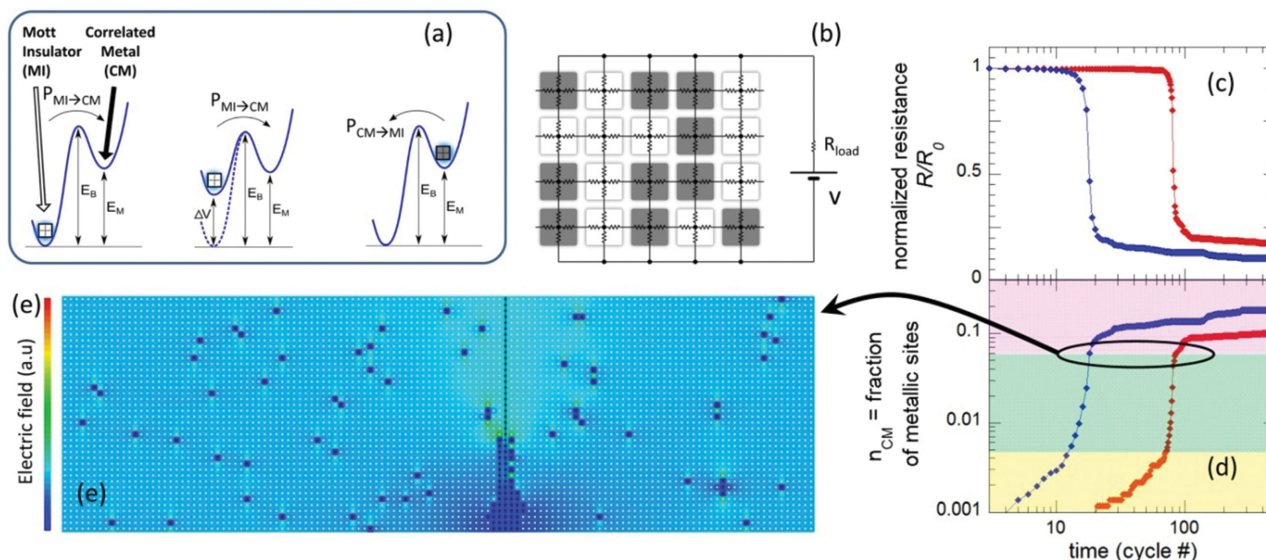 Mott
Insulator
(MI)
Correlated
Metal
(CM)
(a)
P_MI→CM
E_B
E_M
P_MI→CM
ΔV
E_B
E_M
P_CM→MI
E_B
E_M
(b)
R_load
V
10
100
1
0.5
0
normalized resistance
R/R_0
(c)
(e)
Electric field (a.u)
(e)
0.1
0.01
0.001
n_CM = fraction
of metallic sites
(d)
10
100
time (cycle #)